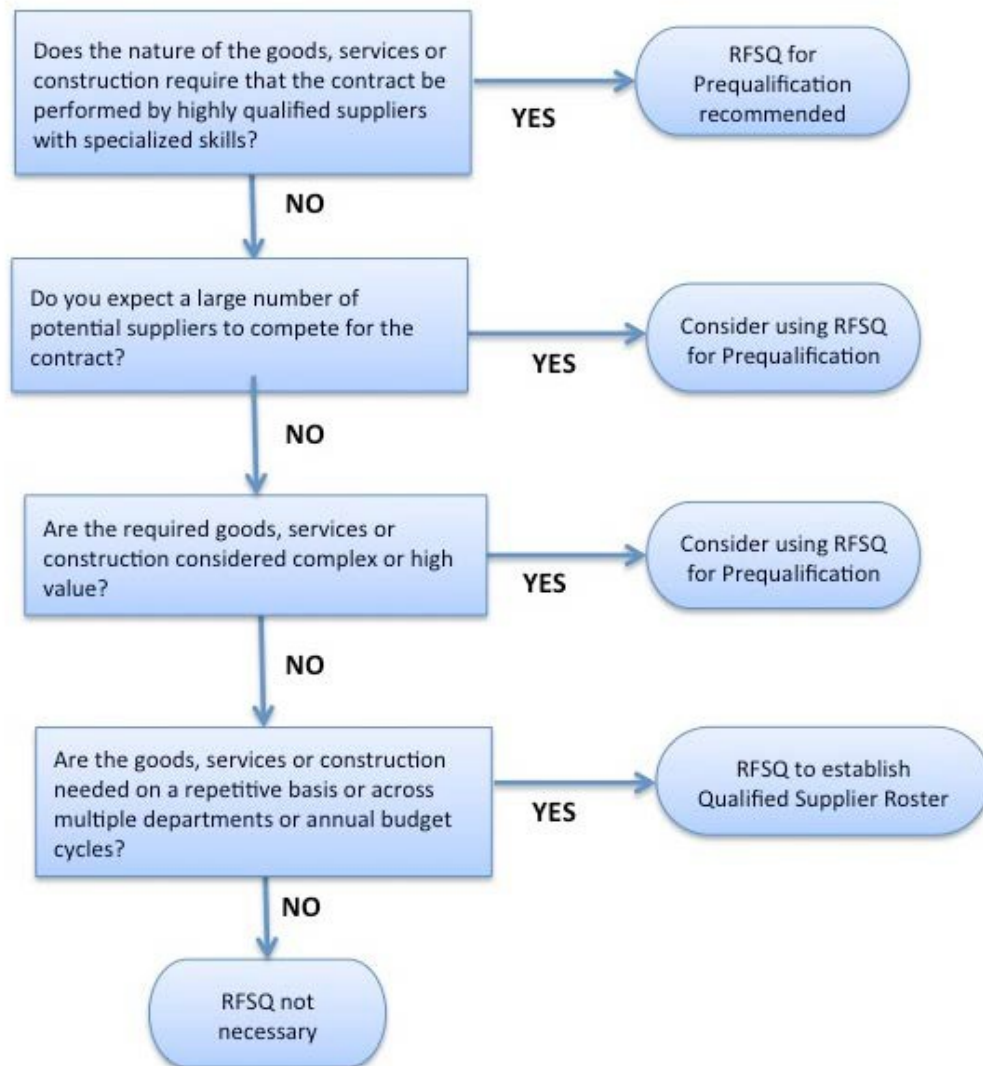 Does the nature of the goods, services or
construction require that the contract be
performed by highly qualified suppliers
with specialized skills?
YES
RFSQ for
Prequalification
recommended
NO
Do you expect a large number of
potential suppliers to compete for the
contract?
YES
Consider using RFSQ
for Prequalification
NO
Are the required goods, services or
construction considered complex or high
value?
YES
Consider using RFSQ
for Prequalification
NO
Are the goods, services or construction
needed on a repetitive basis or across
multiple departments or annual budget
cycles?
YES
RFSQ to establish
Qualified Supplier Roster
NO
RFSQ not
necessary